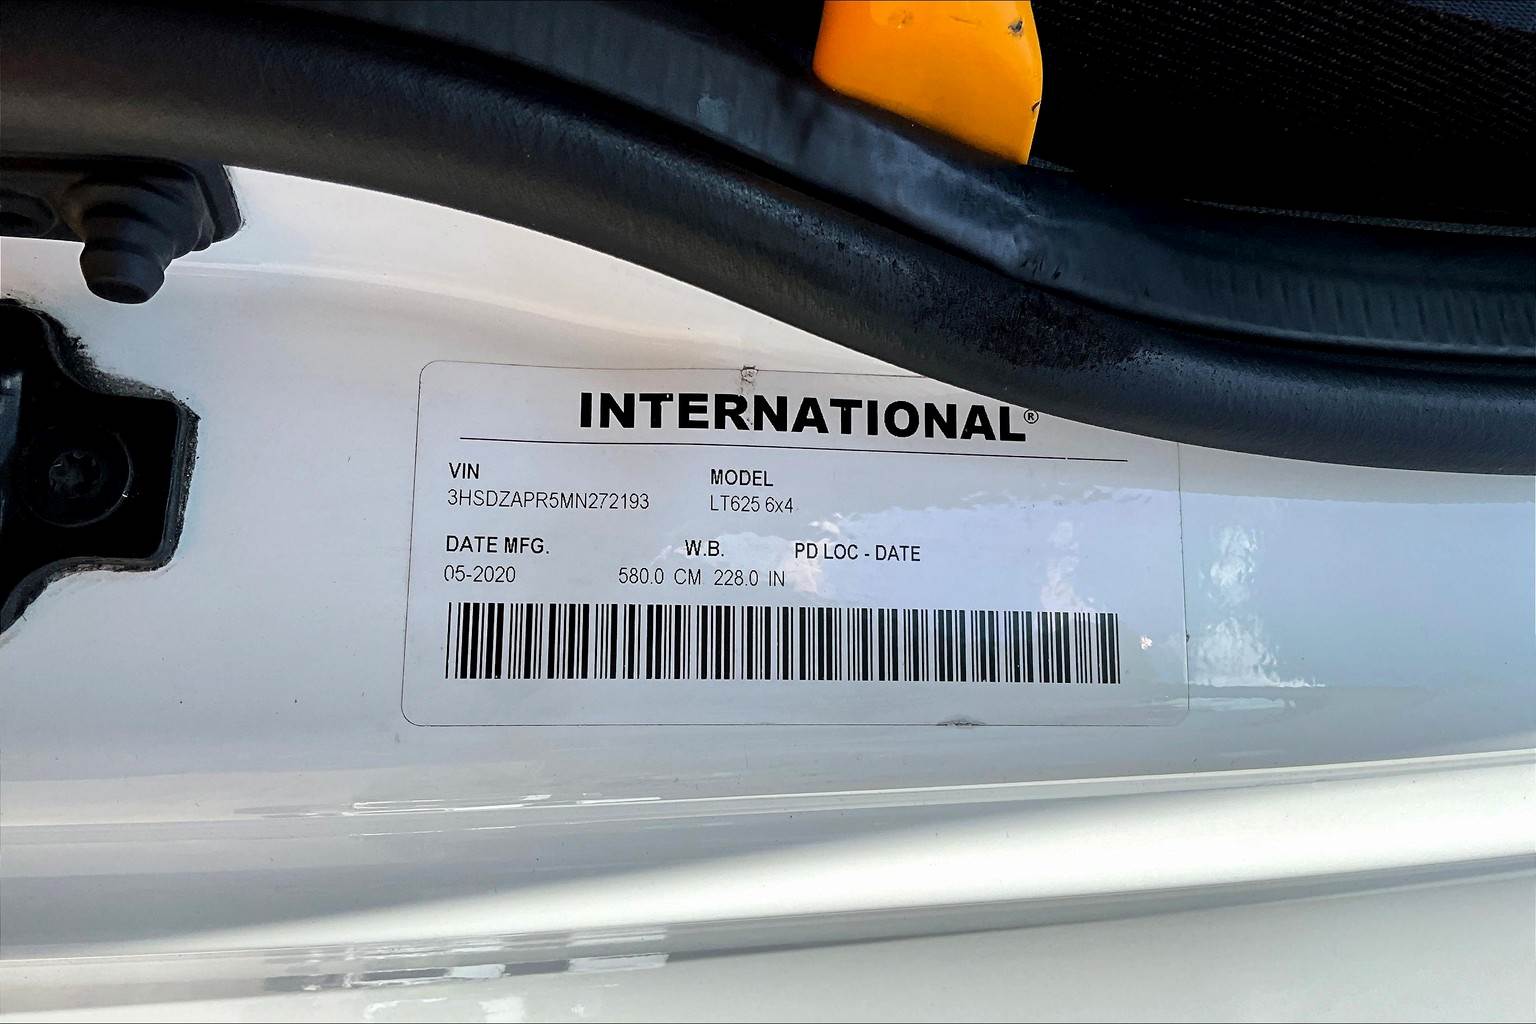 INTERNATIONAL®
VIN MODEL
3HSDZAPR5MN272193 LT625 6x4
DATE MFG. W.B. PD LOC - DATE
05-2020 580.0 CM 228.0 IN